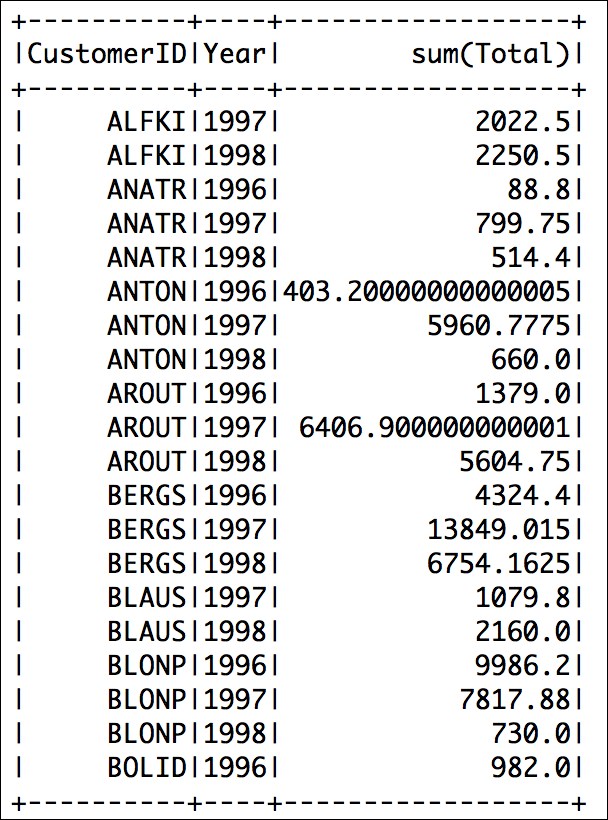 +----------+----+------------------+
|CustomerID|Year|        sum(Total)|
+----------+----+------------------+
|     ALFKI|1997|            2022.5|
|     ALFKI|1998|            2250.5|
|     ANATR|1996|              88.8|
|     ANATR|1997|            799.75|
|     ANATR|1998|             514.4|
|     ANTON|1996|403.20000000000005|
|     ANTON|1997|         5960.7775|
|     ANTON|1998|             660.0|
|     AROUT|1996|            1379.0|
|     AROUT|1997| 6406.900000000001|
|     AROUT|1998|           5604.75|
|     BERGS|1996|            4324.4|
|     BERGS|1997|         13849.015|
|     BERGS|1998|         6754.1625|
|     BLAUS|1997|            1079.8|
|     BLAUS|1998|            2160.0|
|     BLONP|1996|            9986.2|
|     BLONP|1997|           7817.88|
|     BLONP|1998|             730.0|
|     BOLID|1996|             982.0|
+----------+----+------------------+